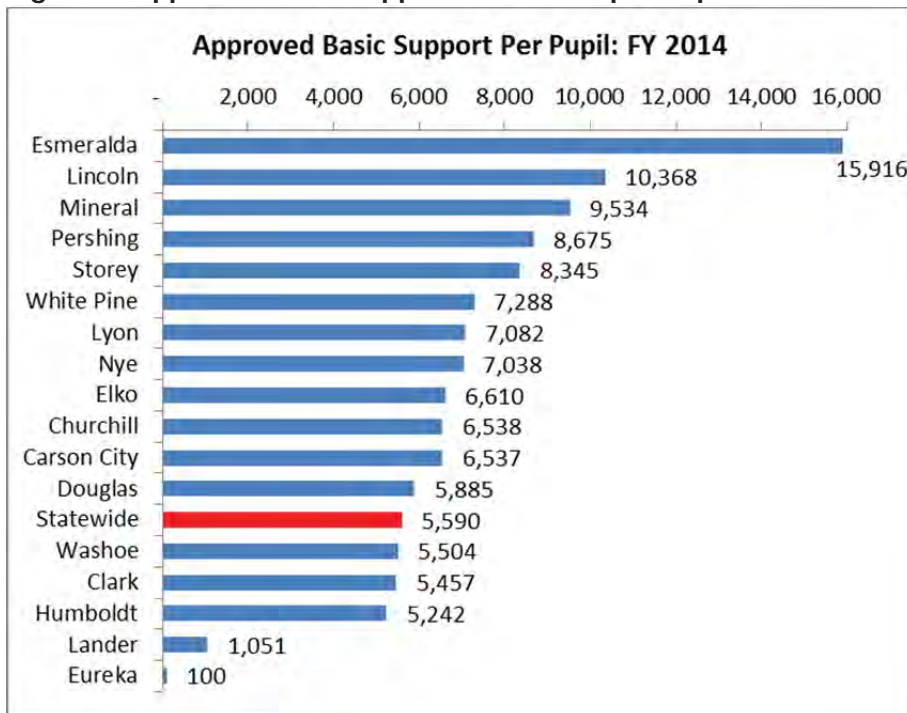 Approved Basic Support Per Pupil: FY 2014
- 2,000 4,000 6,000 8,000 10,000 12,000 14,000 16,000
Esmeralda 15,916
Lincoln 10,368
Mineral 9,534
Pershing 8,675
Storey 8,345
White Pine 7,288
Lyon 7,082
Nye 7,038
Elko 6,610
Churchill 6,538
Carson City 6,537
Douglas 5,885
Statewide 5,590
Washoe 5,504
Clark 5,457
Humboldt 5,242
Lander 1,051
Eureka 100